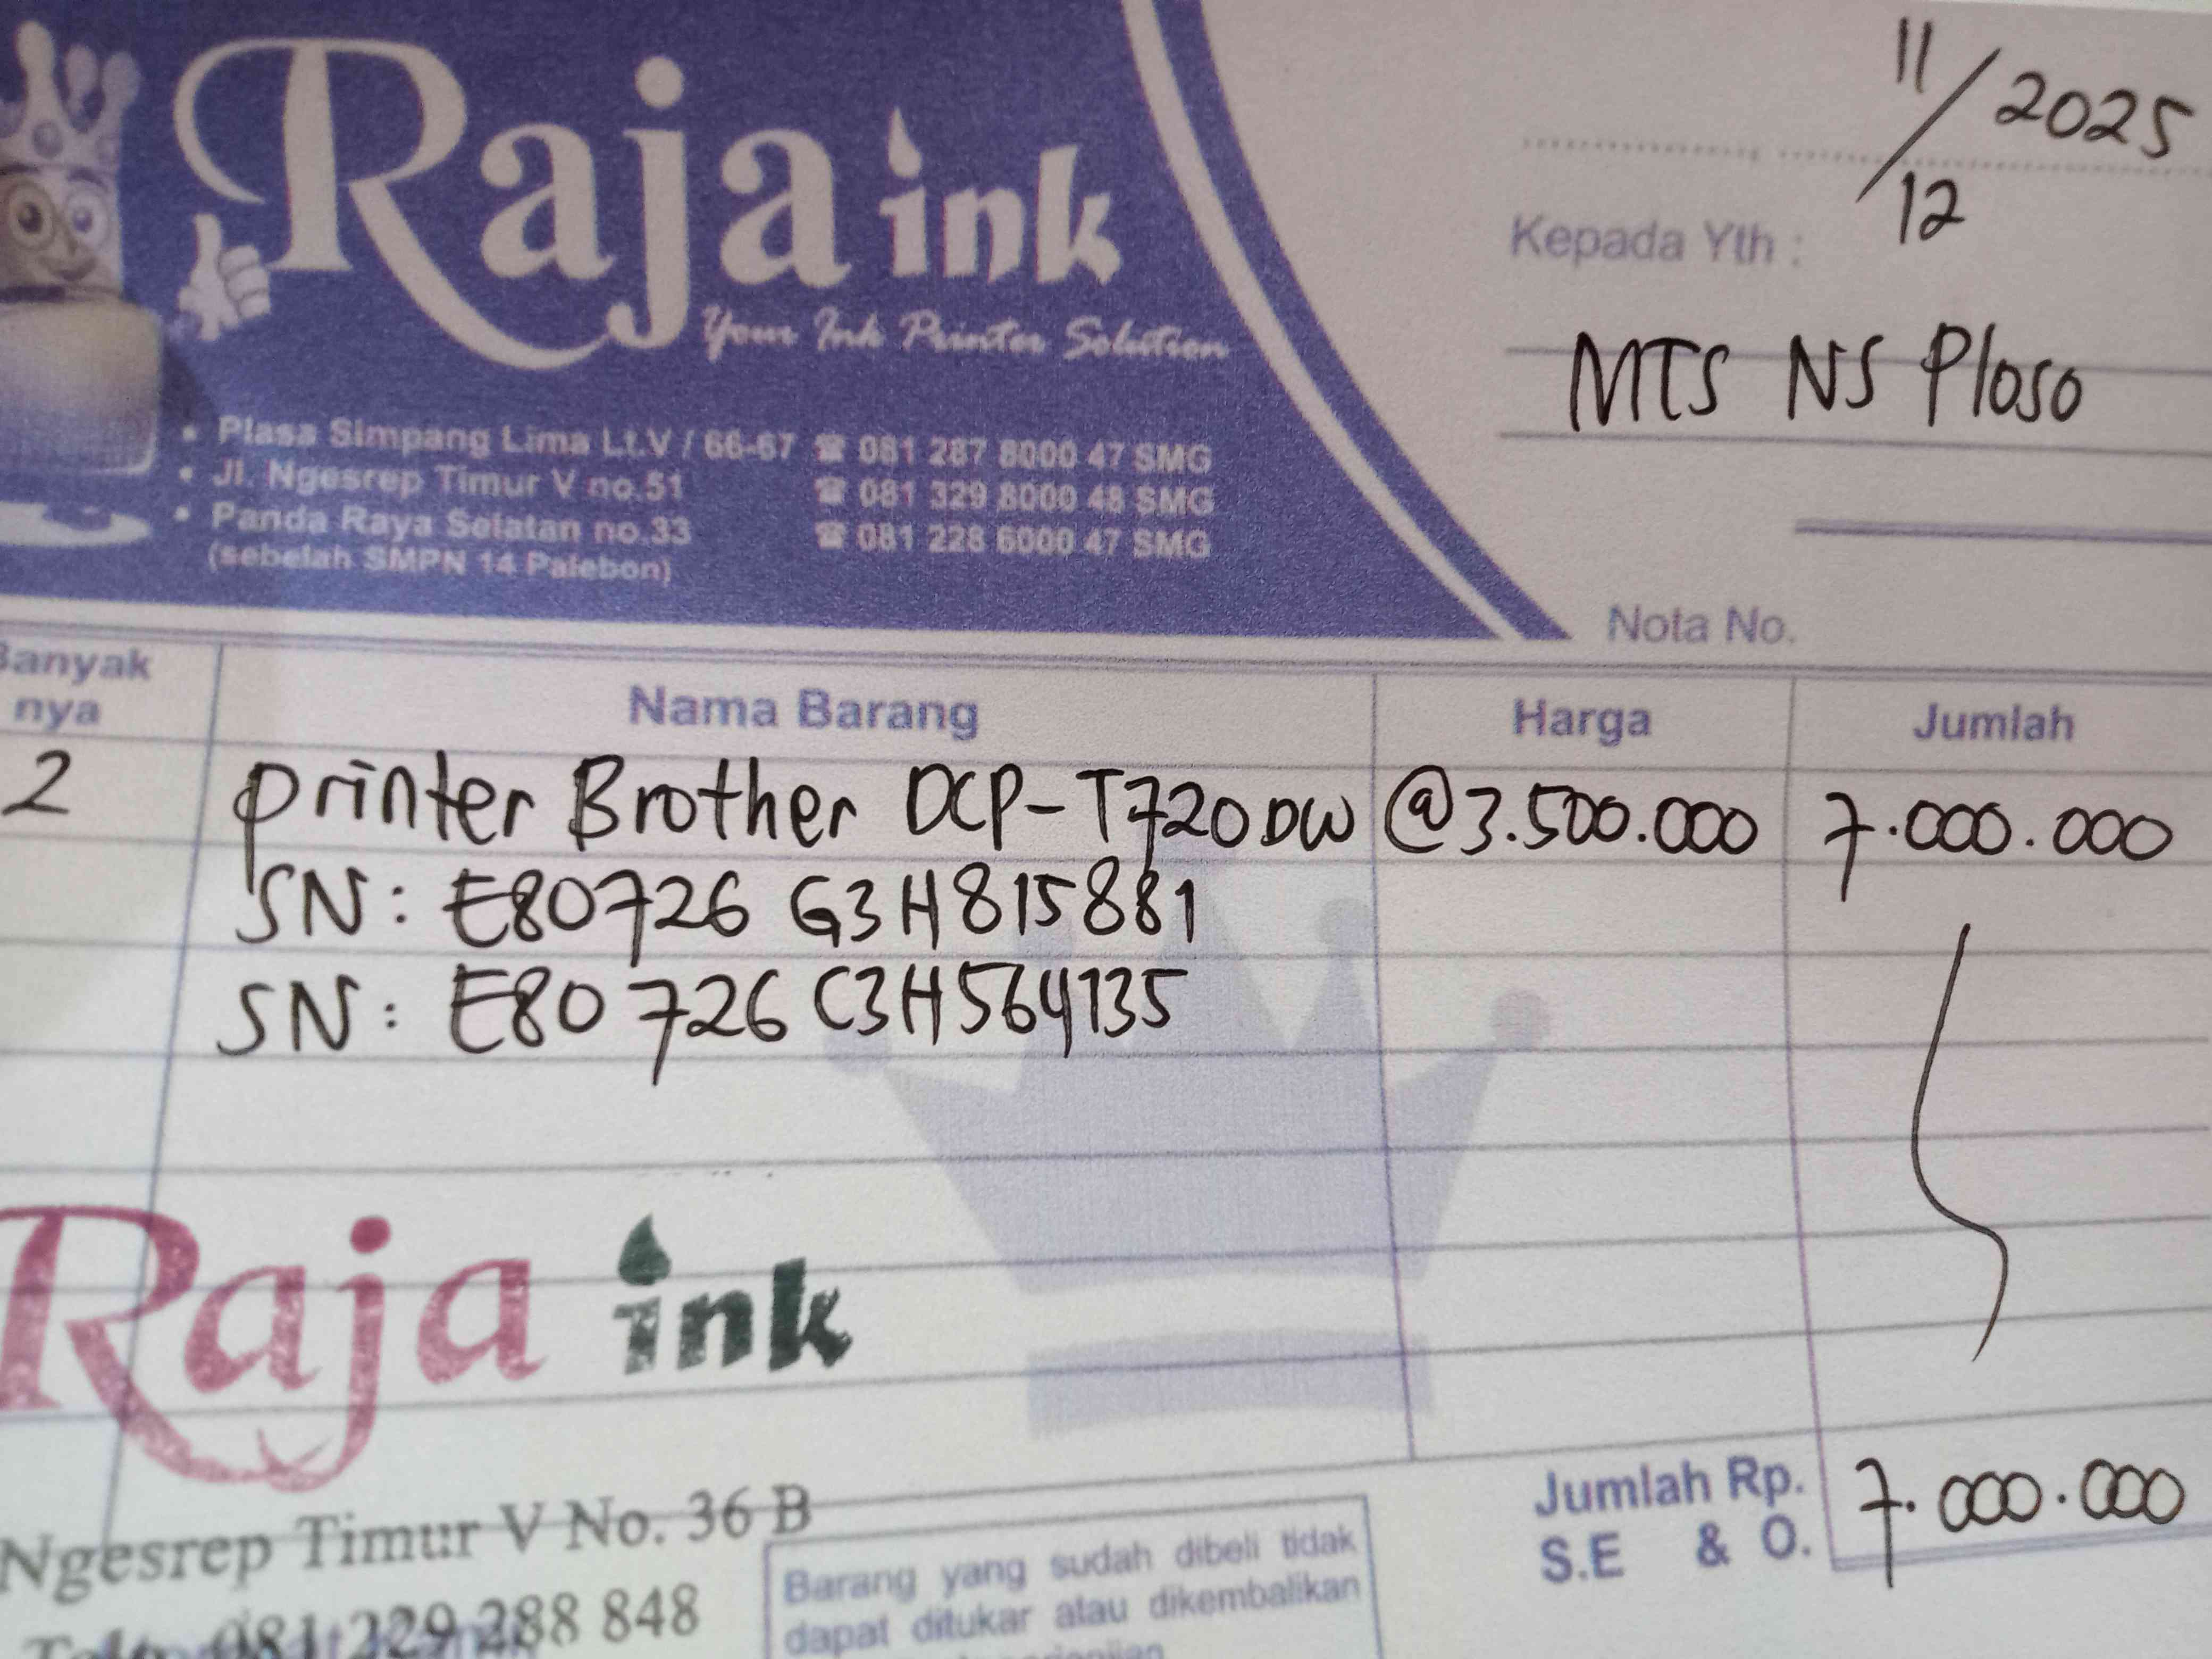 Raja ink
Your Ink Printer Solution
• Plasa Simpang Lima Lt.V / 66-67 ☎ 081 287 8000 47 SMG
• Jl. Ngesrep Timur V no.51 ☎ 081 329 8000 48 SMG
• Panda Raya Selatan no.33 ☎ 081 228 6000 47 SMG
(sebelah SMPN 14 Palebon)
11/12 2025
Kepada Yth :
MTS NS Ploso
Nota No.
Banyak nya Nama Barang Harga Jumlah
2 printer Brother DCP-T720DW @3.500.000 7.000.000
SN: E80726 G3H815881
SN: E80726C3H564135
Raja ink
Ngesrep Timur V No. 36 B
081 229 288 848
Barang yang sudah dibeli tidak
dapat ditukar atau dikembalikan
Jumlah Rp. 7.000.000
S.E & O.